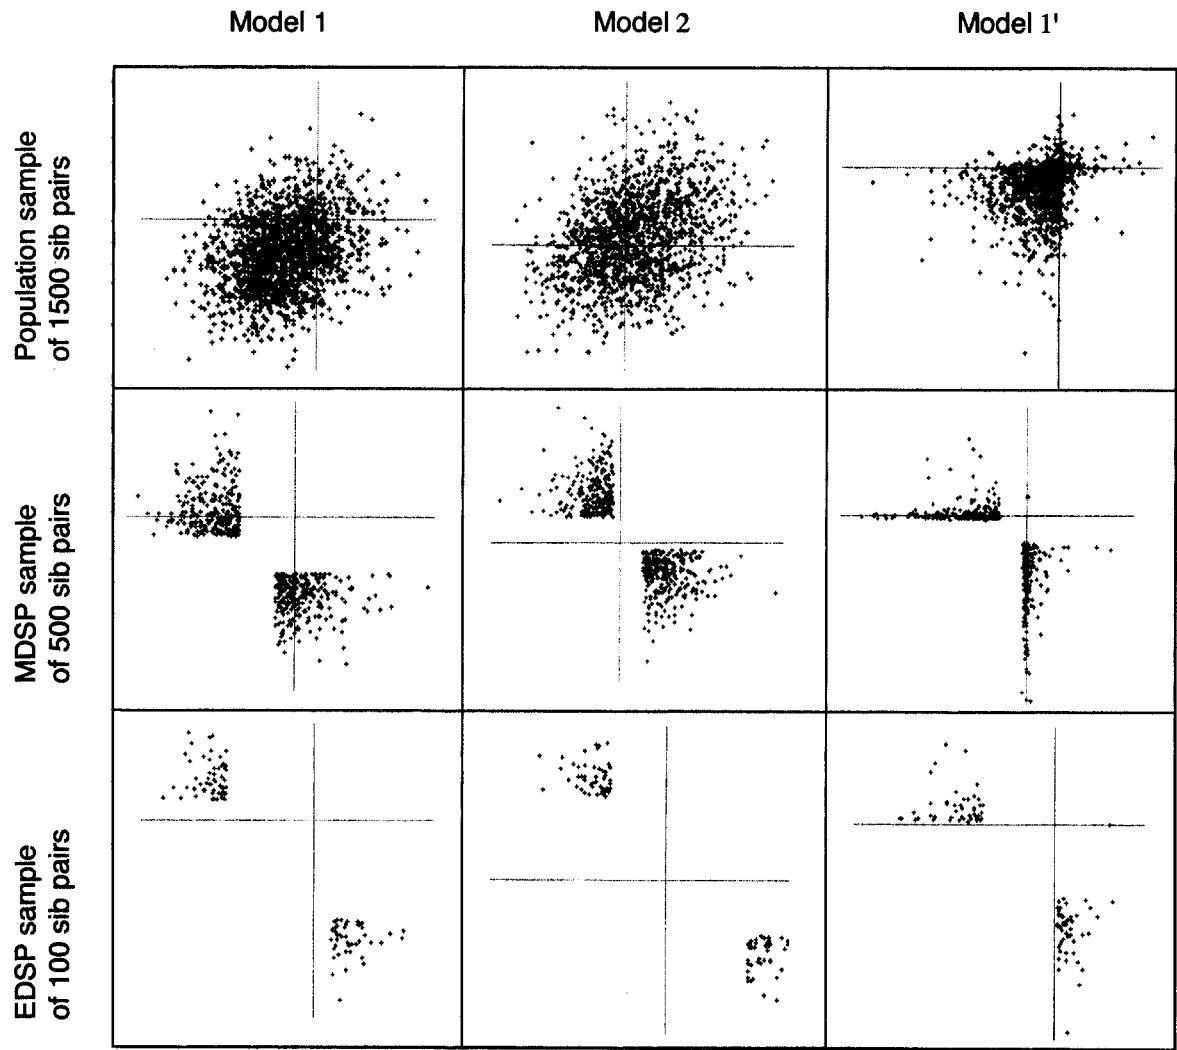 Model 1
Model 2
Model 1'
Population sample
of 1500 sib pairs
MDSP sample
of 500 sib pairs
EDSP sample
of 100 sib pairs